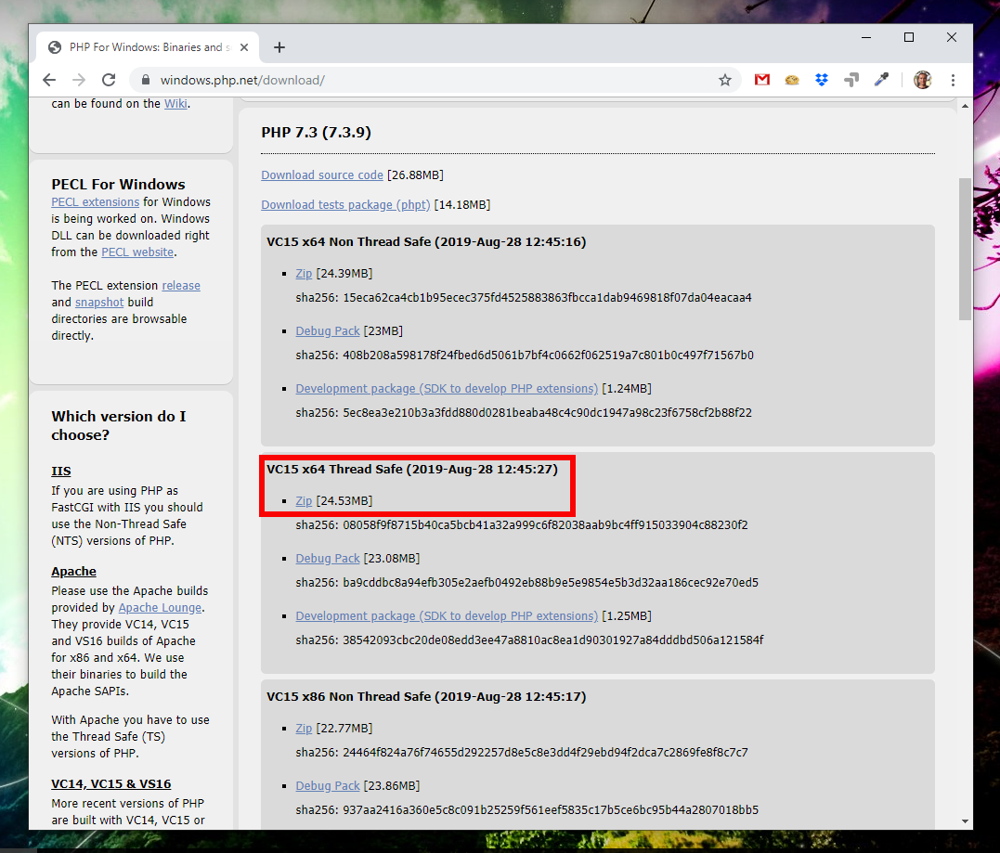 PHP For Windows: Binaries and s
windows.php.net/download/
can be found on the Wiki.
PECL For Windows
PECL extensions for Windows
is being worked on. Windows
DLL can be downloaded right
from the PECL website.
The PECL extension release
and snapshot build
directories are browsable
directly.
Which version do I
choose?
IIS
If you are using PHP as
FastCGI with IIS you should
use the Non-Thread Safe
(NTS) versions of PHP.
Apache
Please use the Apache builds
provided by Apache Lounge.
They provide VC14, VC15
and VS16 builds of Apache
for x86 and x64. We use
their binaries to build the
Apache SAPIs.
With Apache you have to use
the Thread Safe (TS)
versions of PHP.
VC14, VC15 & VS16
More recent versions of PHP
are built with VC14, VC15 or
PHP 7.3 (7.3.9)
Download source code [26.88MB]
Download tests package (phpt) [14.18MB]
VC15 x64 Non Thread Safe (2019-Aug-28 12:45:16)
Zip [24.39MB]
sha256: 15eca62ca4cb1b95ecec375fd4525883863fbcca1dab9469818f07da04eacaa4
Debug Pack [23MB]
sha256: 408b208a598178f24fbed6d5061b7bf4c0662f062519a7c801b0c497f71567b0
Development package (SDK to develop PHP extensions) [1.24MB]
sha256: 5ec8ea3e210b3a3fdd880d0281beaba48c4c90dc1947a98c23f6758cf2b88f22
VC15 x64 Thread Safe (2019-Aug-28 12:45:27)
Zip [24.53MB]
sha256: 08058f9f8715b40ca5bcb41a32a999c6f82038aab9bc4ff915033904c88230f2
Debug Pack [23.08MB]
sha256: ba9cddbc8a94efb305e2aefb0492eb88b9e5e9854e5b3d32aa186cec92e70ed5
Development package (SDK to develop PHP extensions) [1.25MB]
sha256: 38542093cbc20de08edd3ee47a8810ac8ea1d90301927a84dddbd506a121584f
VC15 x86 Non Thread Safe (2019-Aug-28 12:45:17)
Zip [22.77MB]
sha256: 24464f824a76f74655d292257d8e5c8e3dd4f29ebd94f2dca7c2869fe8f8c7c7
Debug Pack [23.86MB]
sha256: 937aa2416a360e5c8c091b25259f561eef5835c17b5ce6bc95b44a2807018bb5